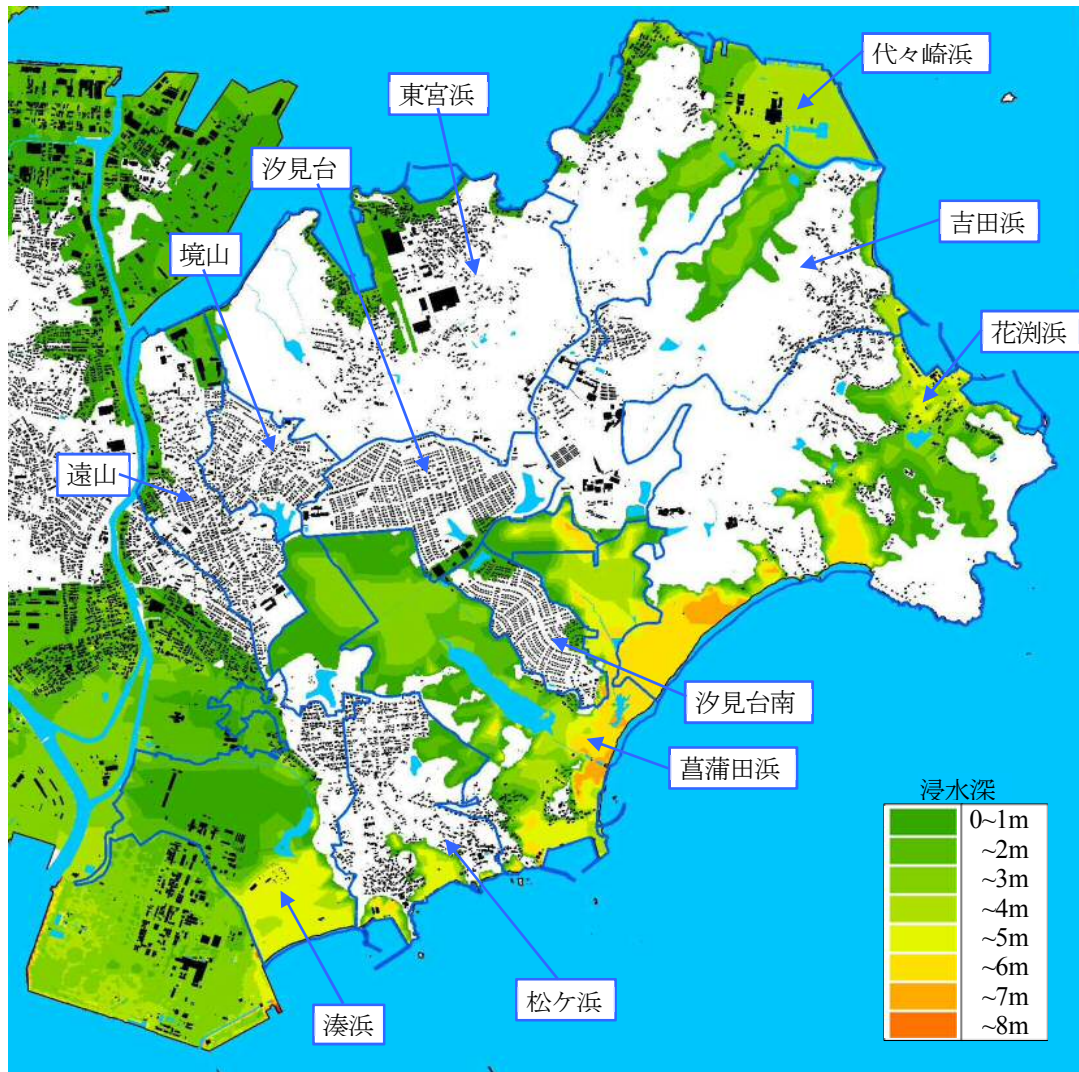 代々崎浜
東宮浜
汐見台
吉田浜
境山
花渕浜
遠山
汐見台南
菖蒲田浜
松ケ浜
湊浜
浸水深
0~1m
~2m
~3m
~4m
~5m
~6m
~7m
~8m